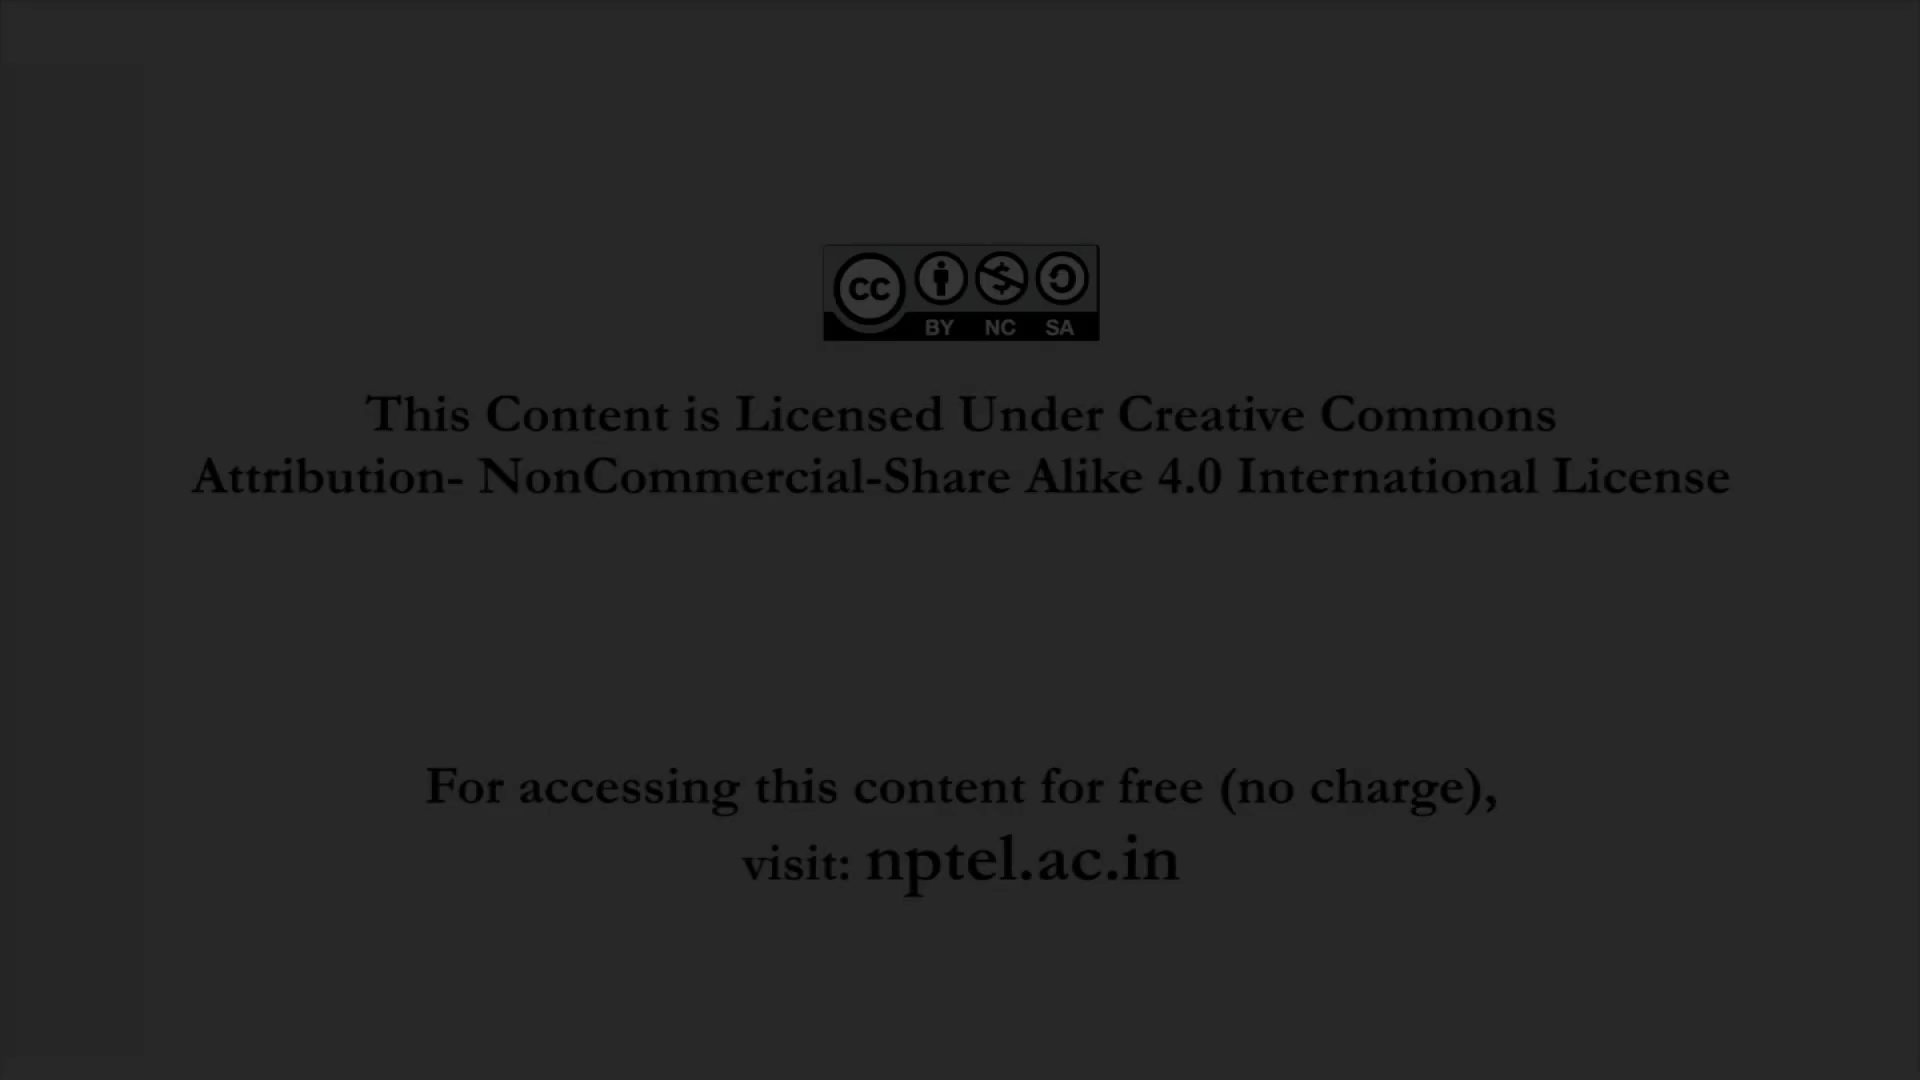 cc BY NC SA
This Content is Licensed Under Creative Commons
Attribution- NonCommercial-Share Alike 4.0 International License
For accessing this content for free (no charge),
visit: nptel.ac.in